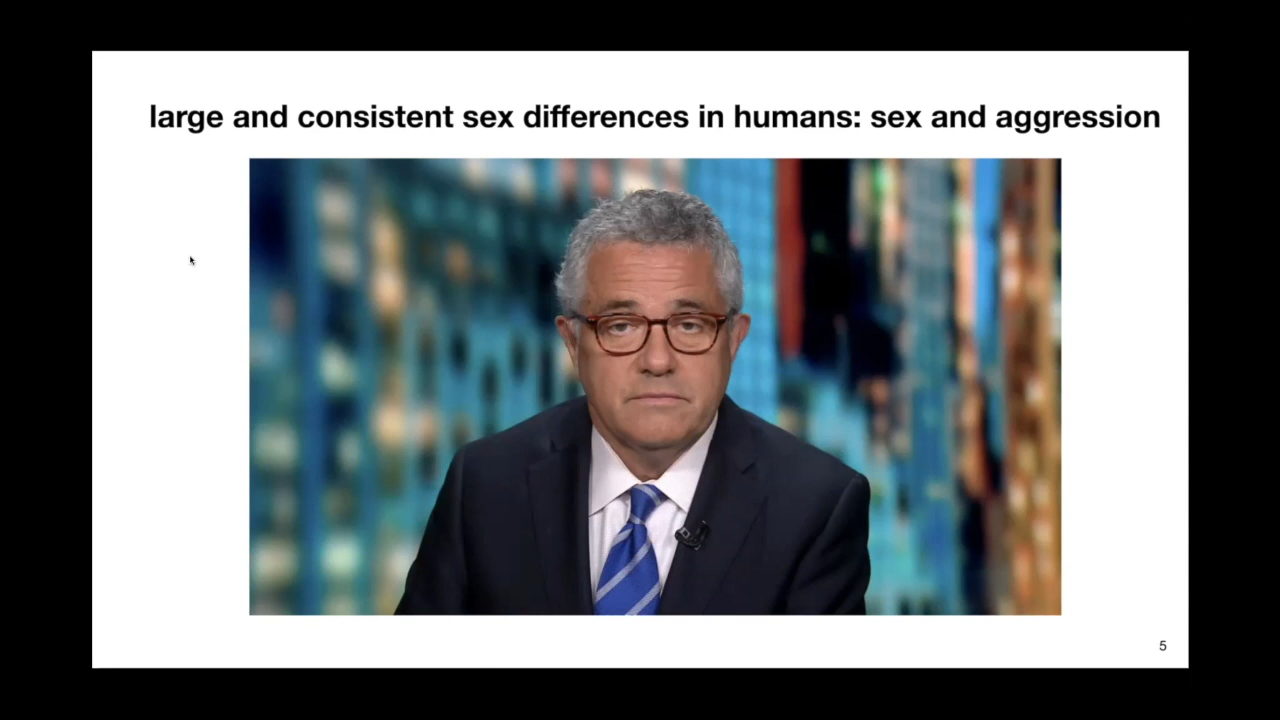 large and consistent sex differences in humans: sex and aggression
5